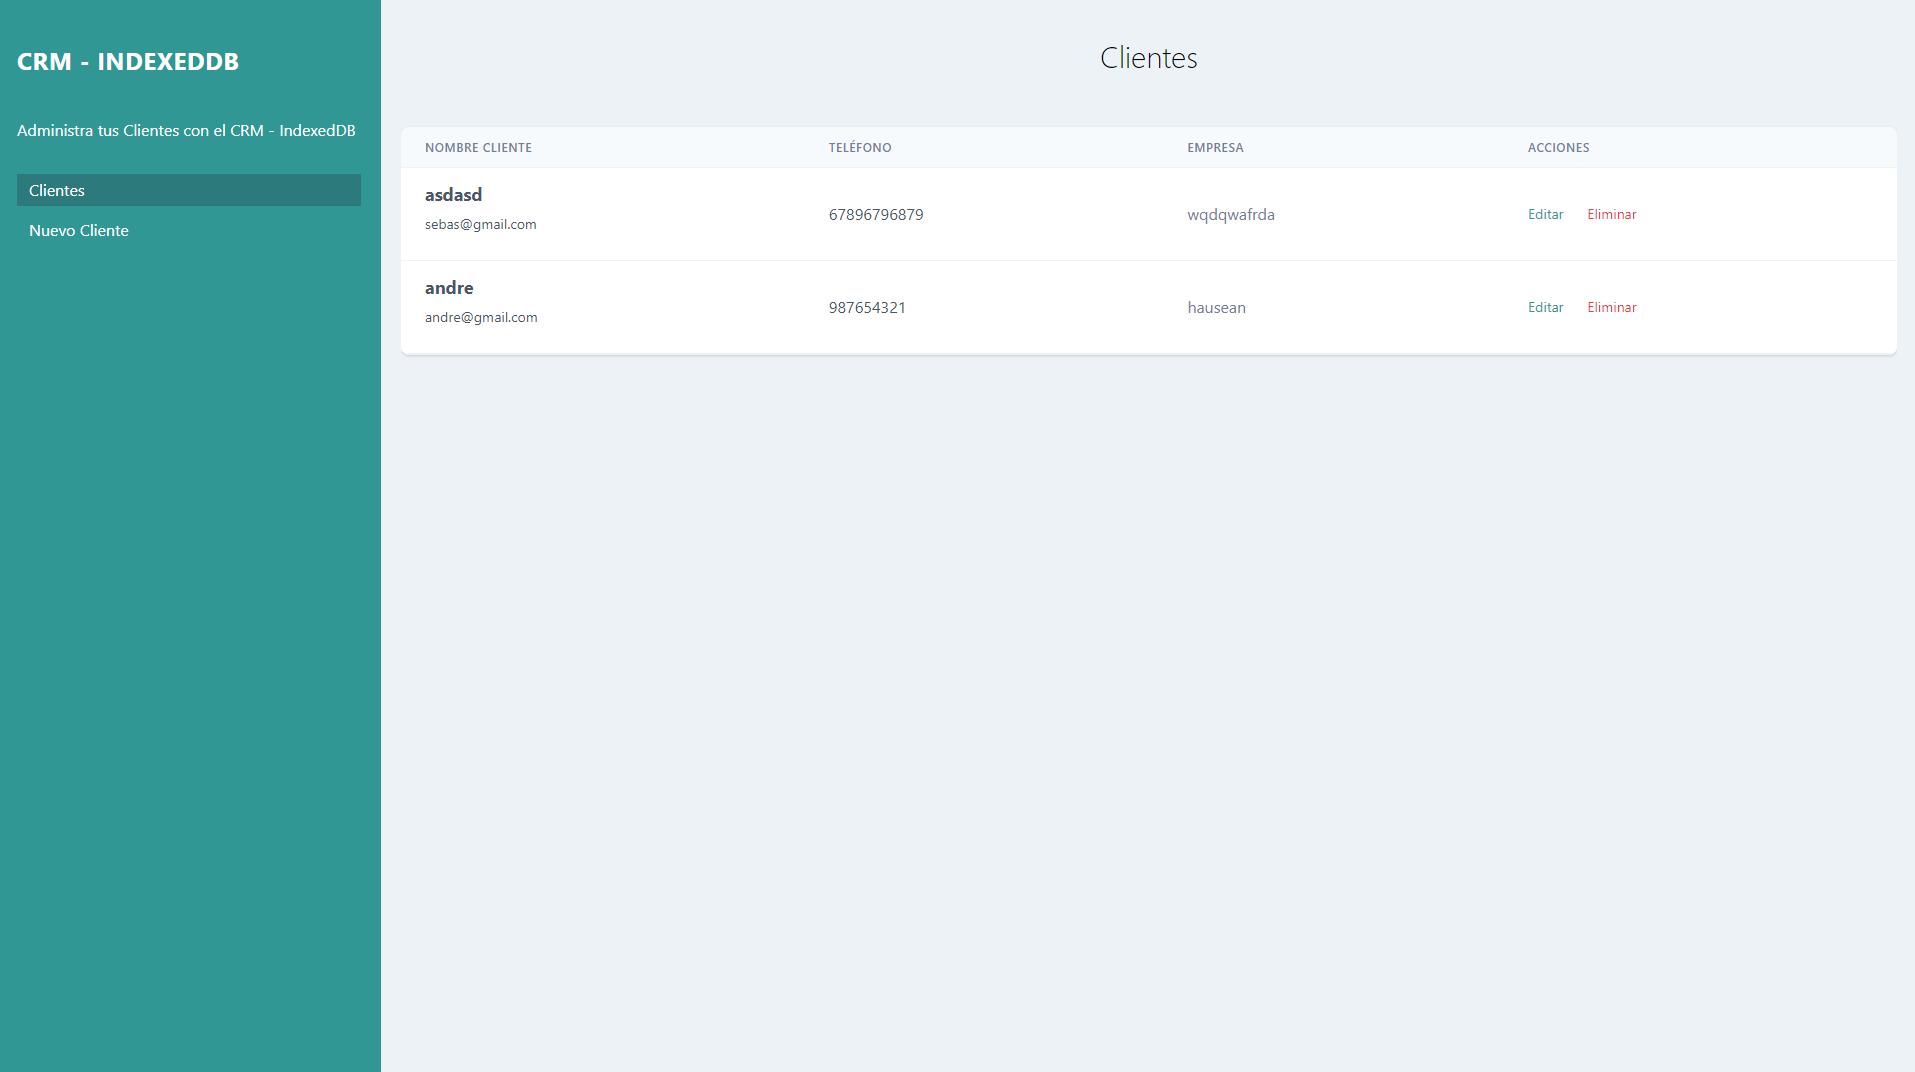 CRM - INDEXEDDB
Administra tus Clientes con el CRM - IndexedDB
Clientes
Nuevo Cliente
Clientes
NOMBRE CLIENTE TELÉFONO EMPRESA ACCIONES
asdasd
sebas@gmail.com
67896796879 wqdqwafrda Editar Eliminar
andre
andre@gmail.com
987654321 hausean Editar Eliminar